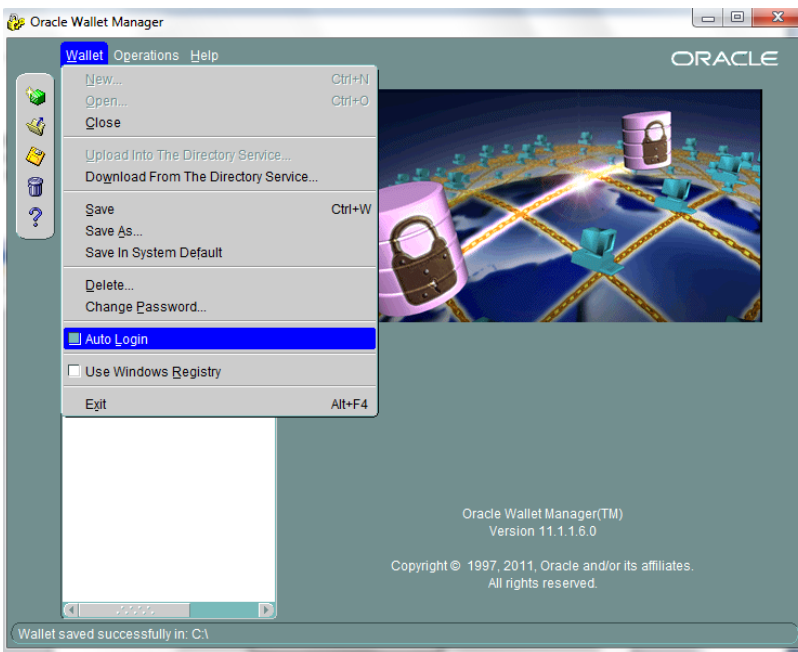 Oracle Wallet Manager
Wallet Operations Help
ORACLE
New... Ctrl+N
Open... Ctrl+O
Close
Upload Into The Directory Service...
Download From The Directory Service...
Save Ctrl+W
Save As...
Save In System Default
Delete...
Change Password...
Auto Login
Use Windows Registry
Exit Alt+F4
Oracle Wallet Manager(TM)
Version 11.1.1.6.0
Copyright © 1997, 2011, Oracle and/or its affiliates.
All rights reserved.
Wallet saved successfully in: C:\